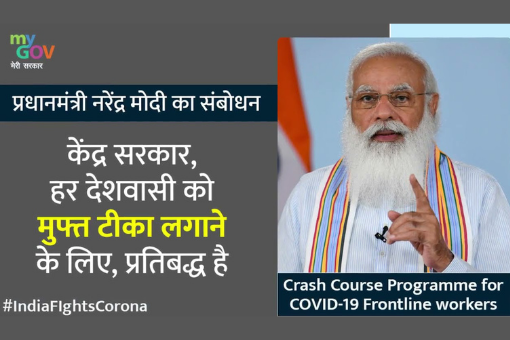 my
GOV
मेरी सरकार
प्रधानमंत्री नरेंद्र मोदी का संबोधन
केंद्र सरकार,
हर देशवासी को
मुफ्त टीका लगाने
के लिए, प्रतिबद्ध है
#IndiaFightsCorona
Crash Course Programme for
COVID-19 Frontline workers